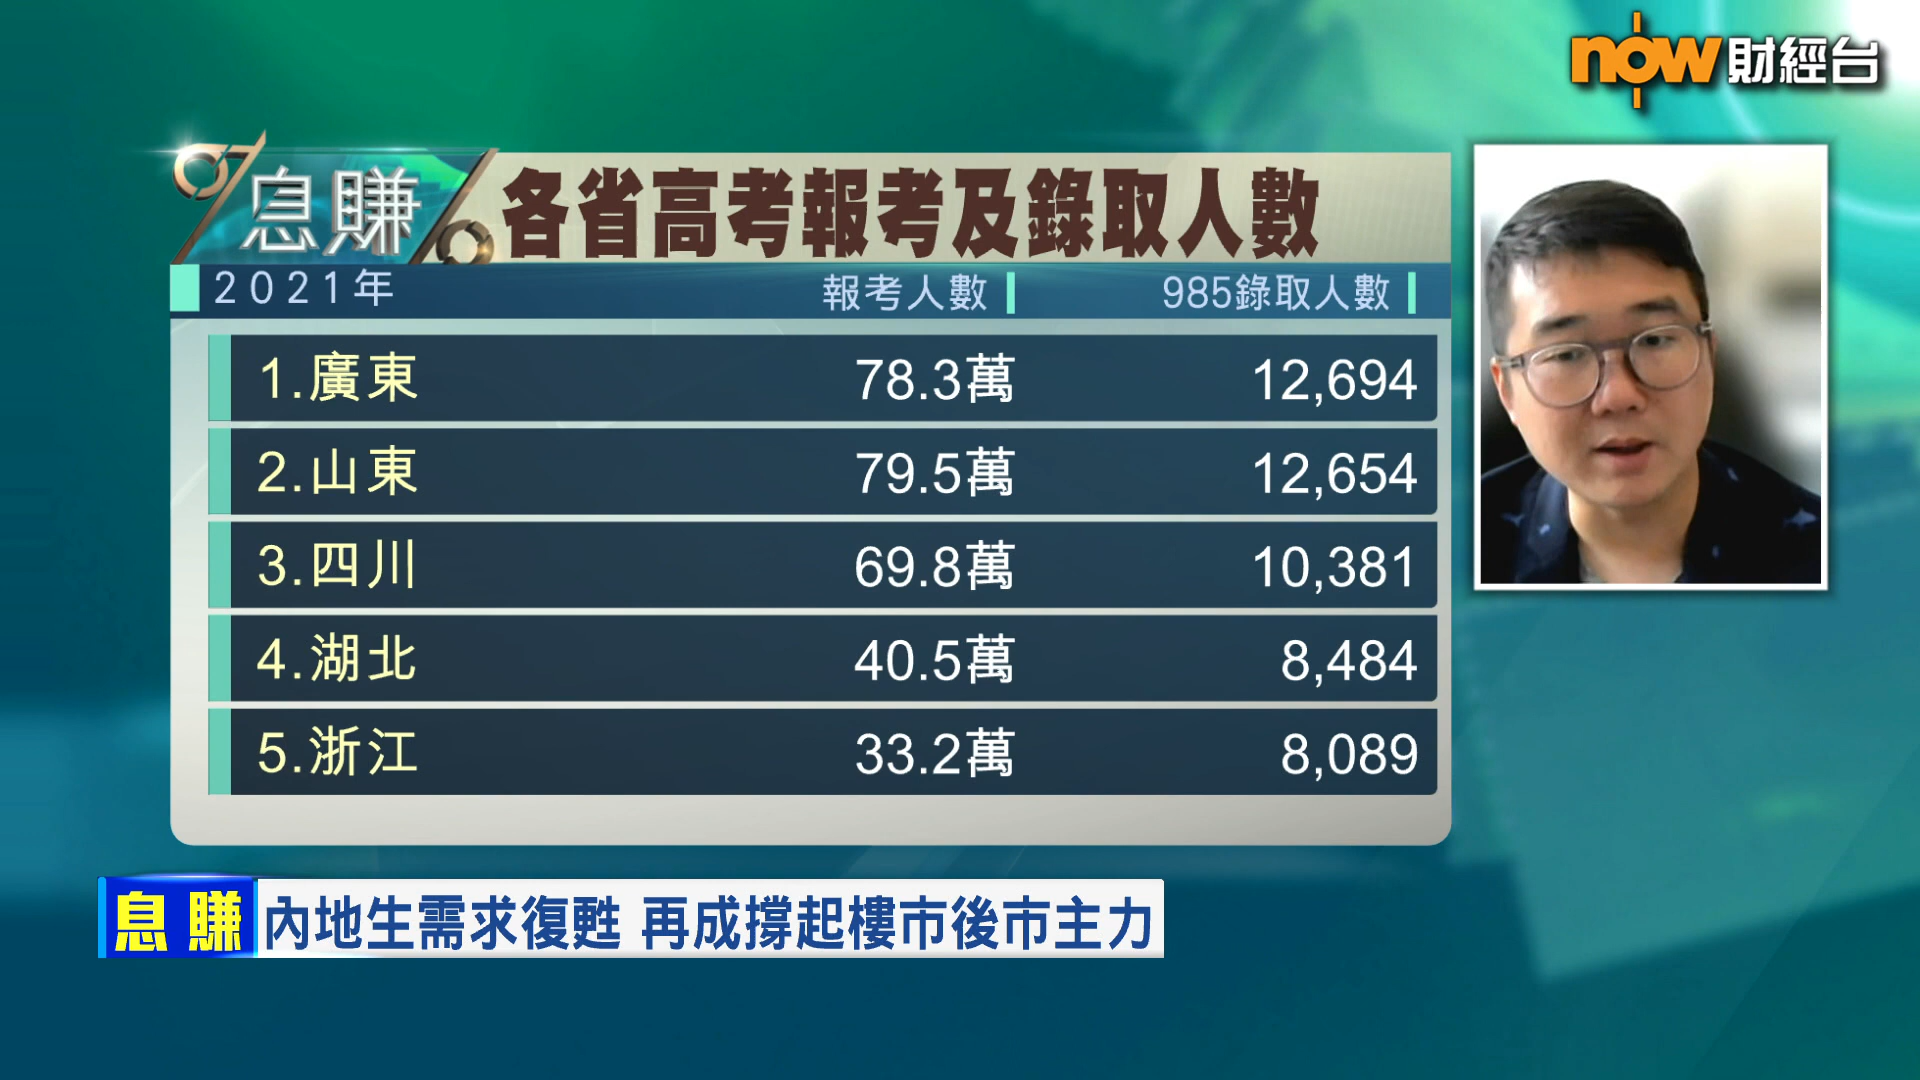 now 財經台
息賺 各省高考報考及錄取人數
2021年 報考人數 985錄取人數
1.廣東 78.3萬 12,694
2.山東 79.5萬 12,654
3.四川 69.8萬 10,381
4.湖北 40.5萬 8,484
5.浙江 33.2萬 8,089
息賺 內地生需求復甦 再成撐起樓市後市主力